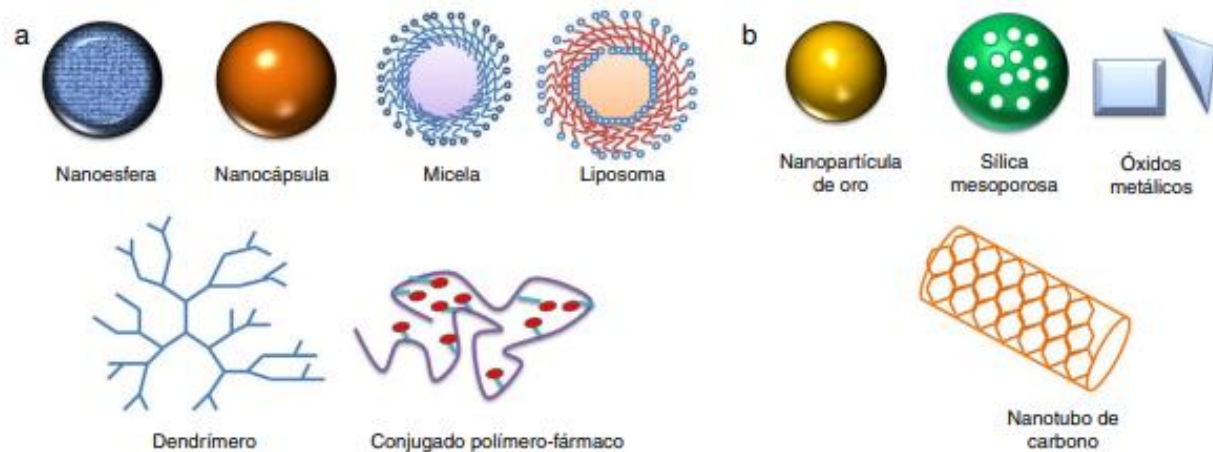 a
b
Nanoesfera
Nanocápsula
Micela
Liposoma
Nanopartícula
de oro
Sílica
mesoporosa
Óxidos
metálicos
Dendrímero
Conjugado polímero-fármaco
Nanotubo de
carbono